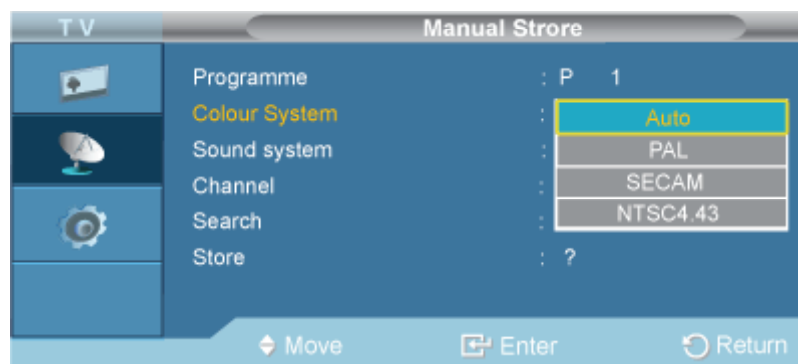 TV Manual Strore
Programme : P 1
Colour System : Auto
Sound system : PAL
Channel : SECAM
Search : NTSC4.43
Store : ?
Move Enter Return